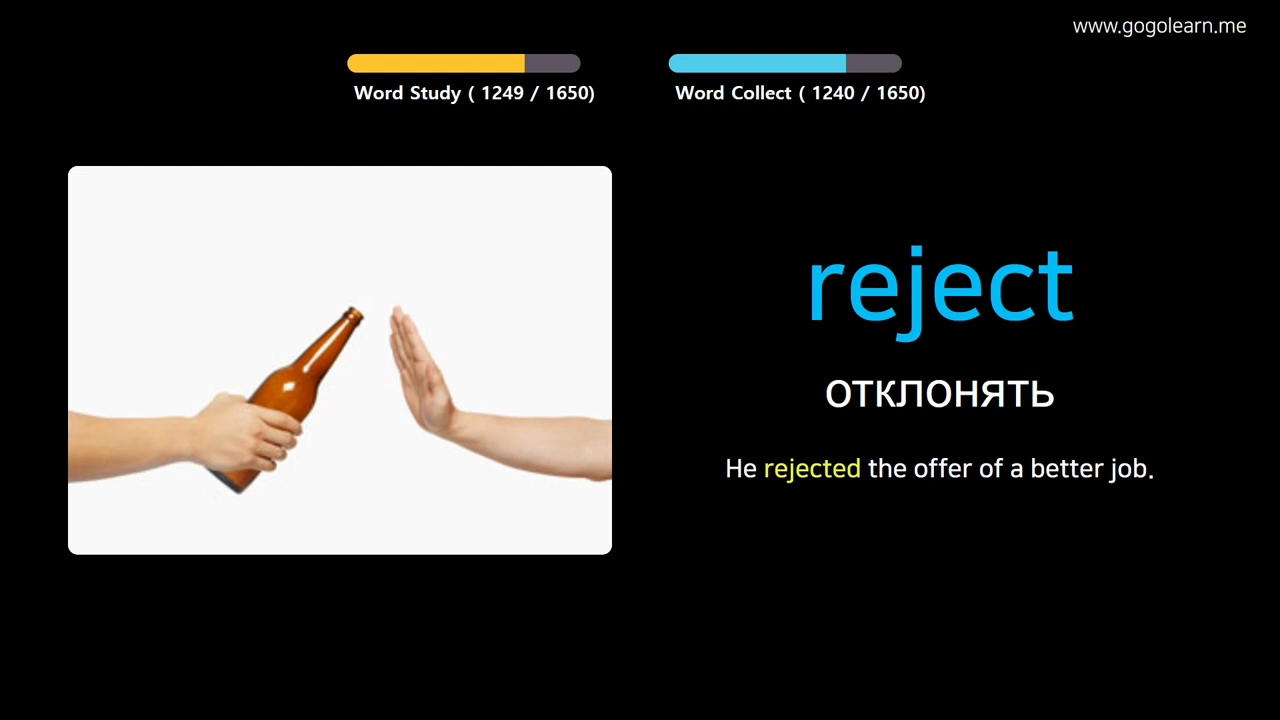 www.gogolearn.me
Word Study ( 1249 / 1650)
Word Collect ( 1240 / 1650)
reject
отклонять
He rejected the offer of a better job.